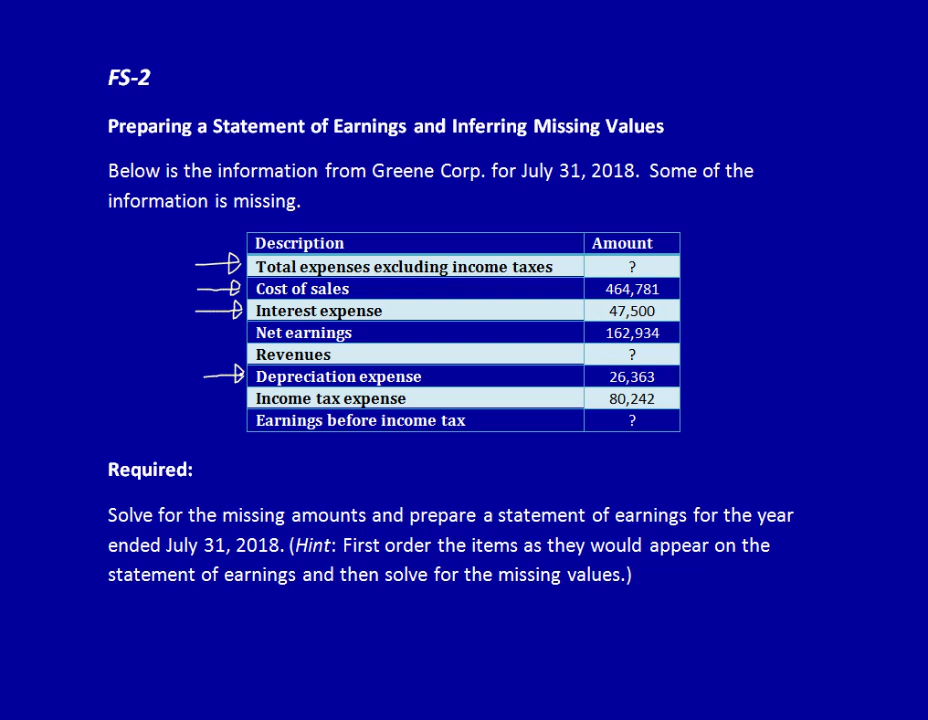 FS-2
Preparing a Statement of Earnings and Inferring Missing Values
Below is the information from Greene Corp. for July 31, 2018. Some of the
information is missing.
Description Amount
Total expenses excluding income taxes ?
Cost of sales 464,781
Interest expense 47,500
Net earnings 162,934
Revenues ?
Depreciation expense 26,363
Income tax expense 80,242
Earnings before income tax ?
Required:
Solve for the missing amounts and prepare a statement of earnings for the year
ended July 31, 2018. (Hint: First order the items as they would appear on the
statement of earnings and then solve for the missing values.)